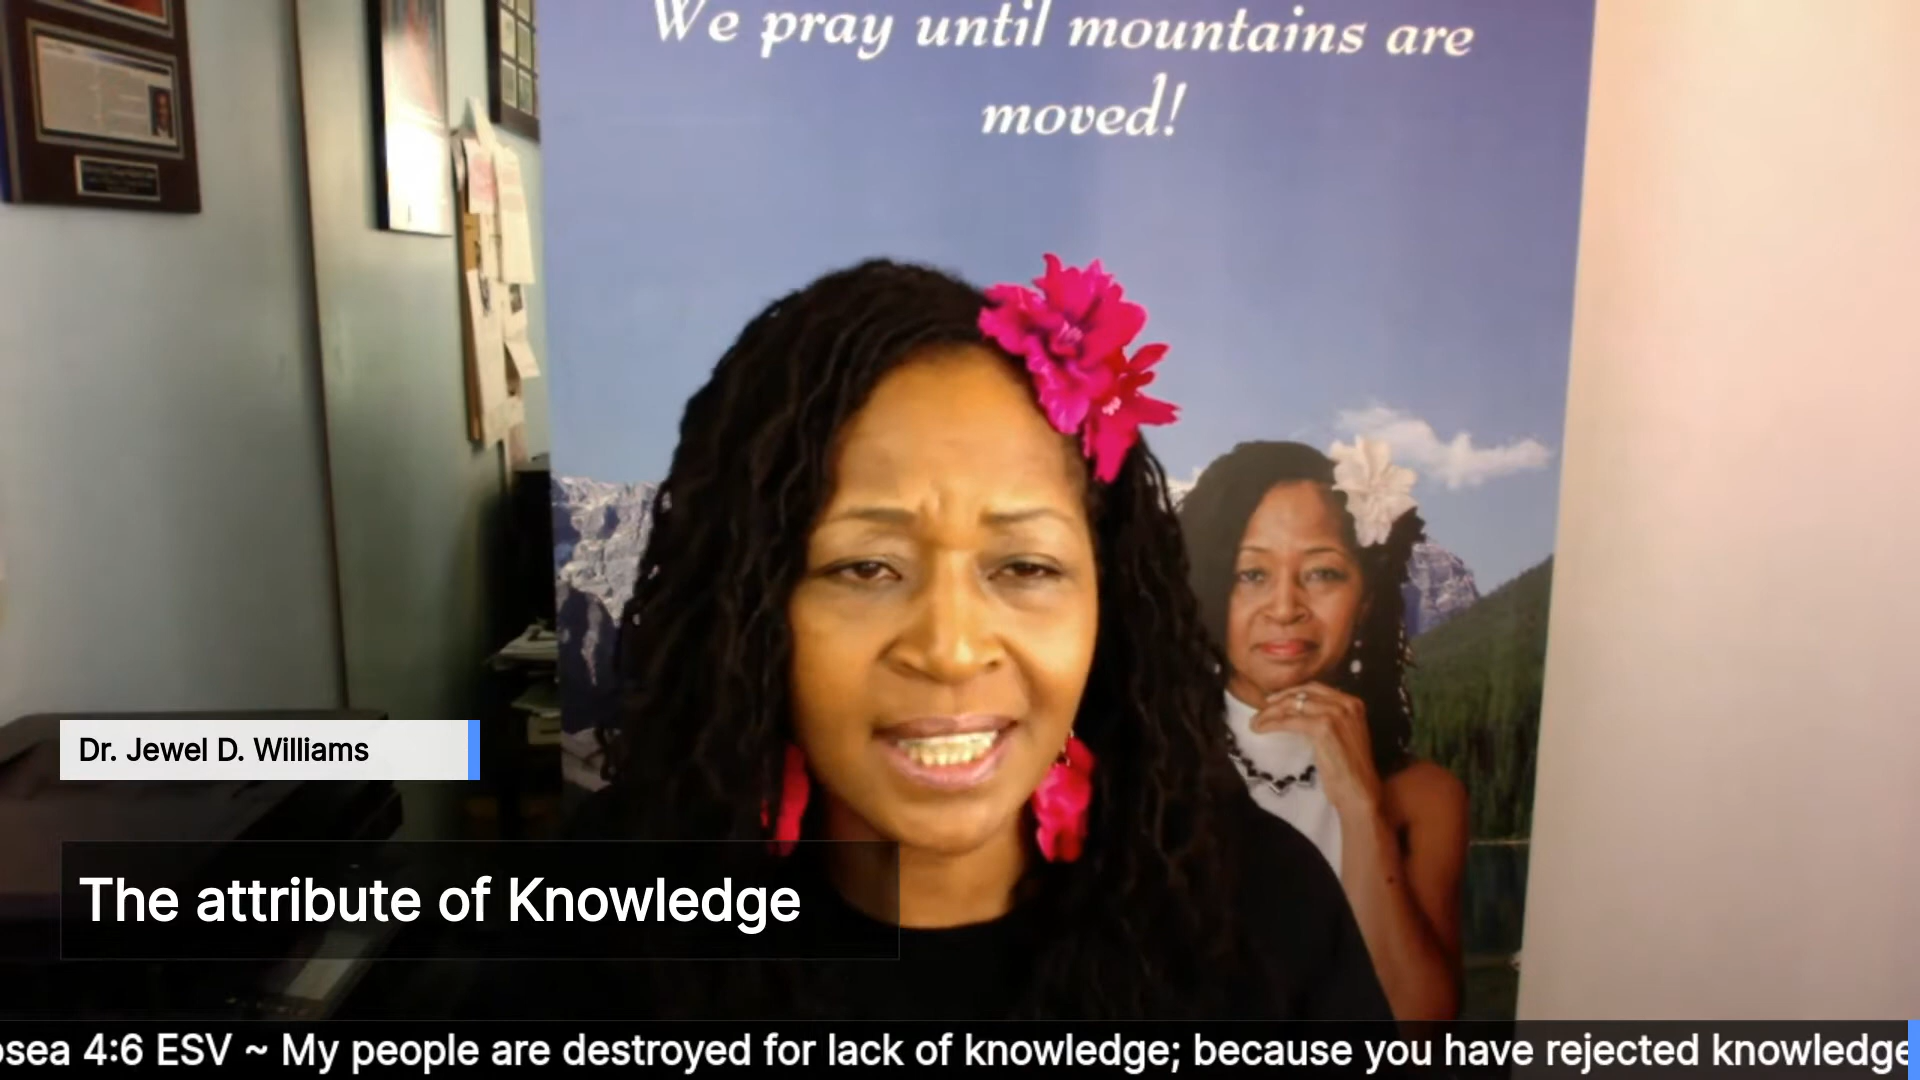 We pray until mountains are
moved!
Dr. Jewel D. Williams
The attribute of Knowledge
osea 4:6 ESV ~ My people are destroyed for lack of knowledge; because you have rejected knowledge